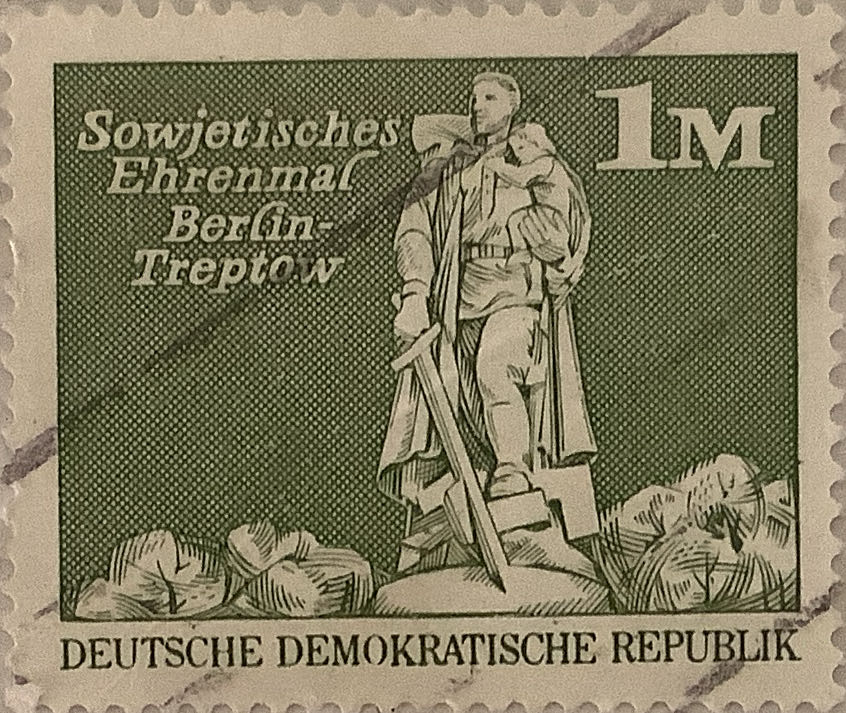 Sowjetisches
Ehrenmal
Berlin-
Treptow
1M
DEUTSCHE DEMOKRATISCHE REPUBLIK